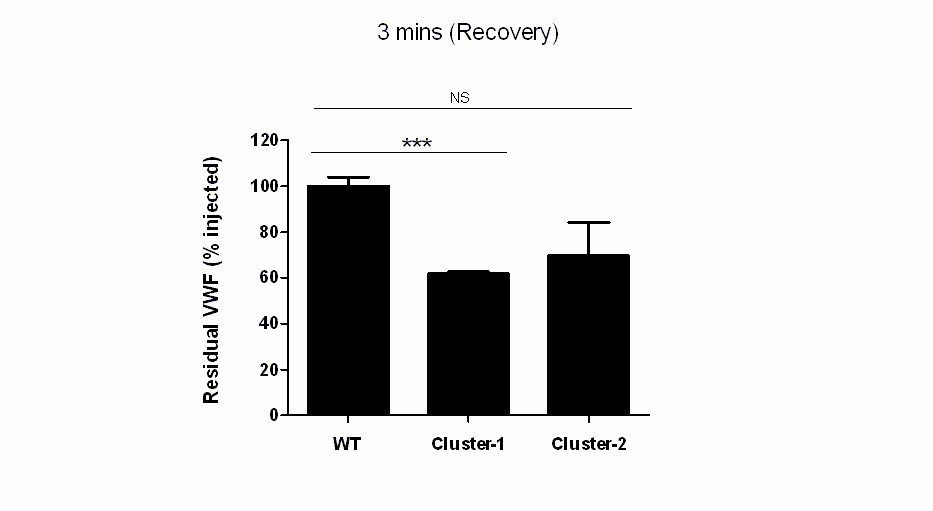 3 mins (Recovery)
NS
***
Residual VWF (% injected)
120
100
80
60
40
20
0
WT
Cluster-1
Cluster-2